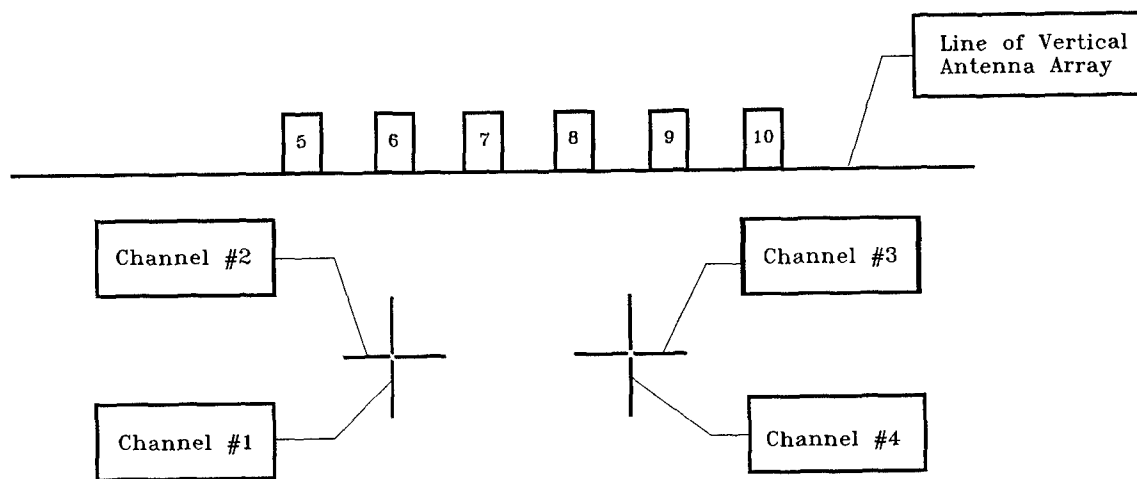 Line of Vertical
Antenna Array
5 6 7 8 9 10
Channel #2
Channel #3
Channel #1
Channel #4